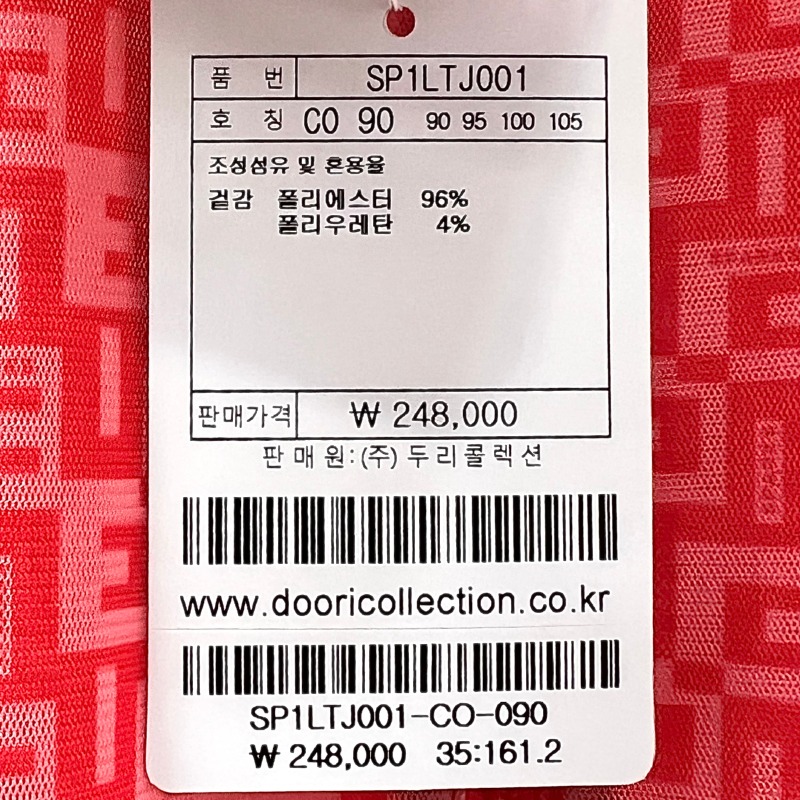 품 번 SP1LTJ001
호 칭 CO 90 90 95 100 105
조성섬유 및 혼용율
겉감 폴리에스터 96%
폴리우레탄 4%
판매가격 ₩ 248,000
판 매 원:(주) 두 리 콜 렉 션
www.dooricollection.co.kr
SP1LTJ001-CO-090
₩ 248,000 35:161.2